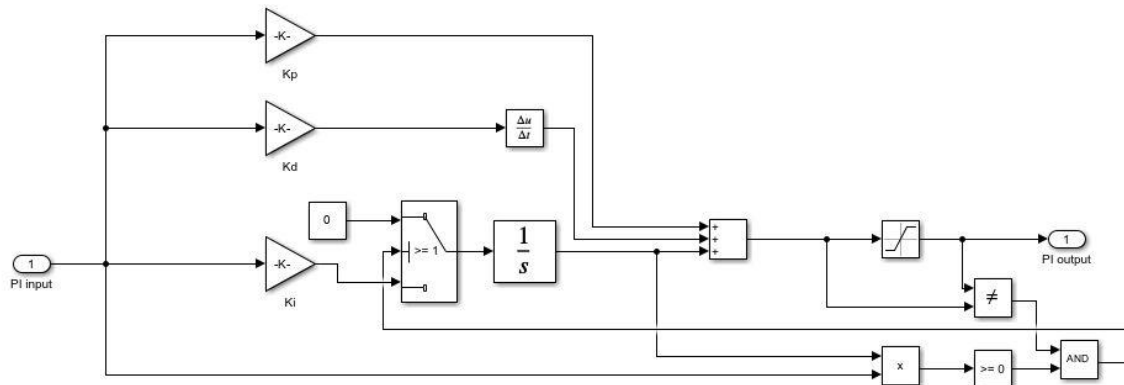 -K-
Kp
-K-
Kd
Δu
Δt
0
>= 1
1
s
+
+
+
1
PI input
-K-
Ki
1
PI output
≠
x
>= 0
AND